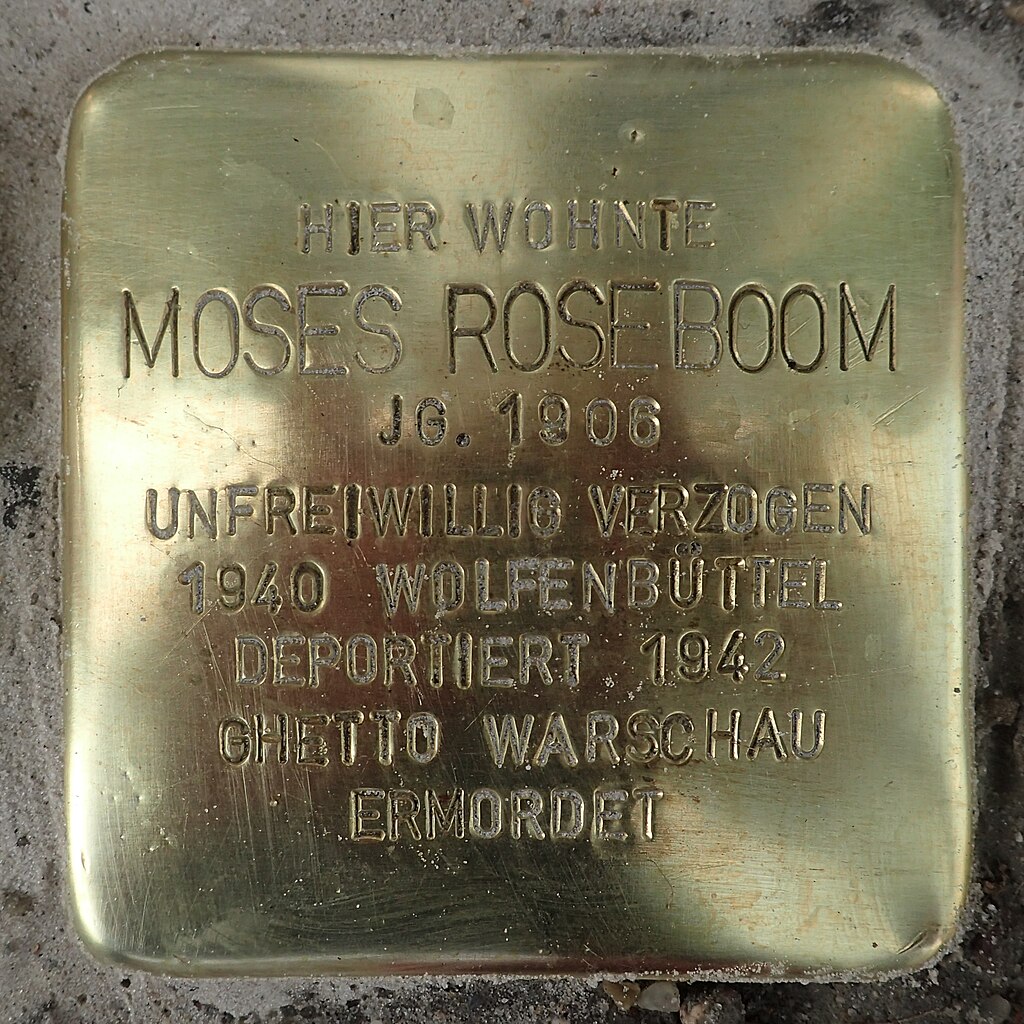 HIER WOHNTE
MOSES ROSEBOOM
JG. 1906
UNFREIWILLIG VERZOGEN
1940 WOLFENBÜTTEL
DEPORTIERT 1942
GHETTO WARSCHAU
ERMORDET